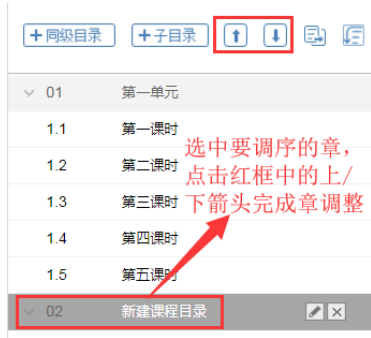 +同级目录 +子目录
01 第一单元
1.1 第一课时
1.2 第二课时
1.3 第三课时
1.4 第四课时
1.5 第五课时
02 新建课程目录
选中要调序的章，
点击红框中的上/
下箭头完成章调整